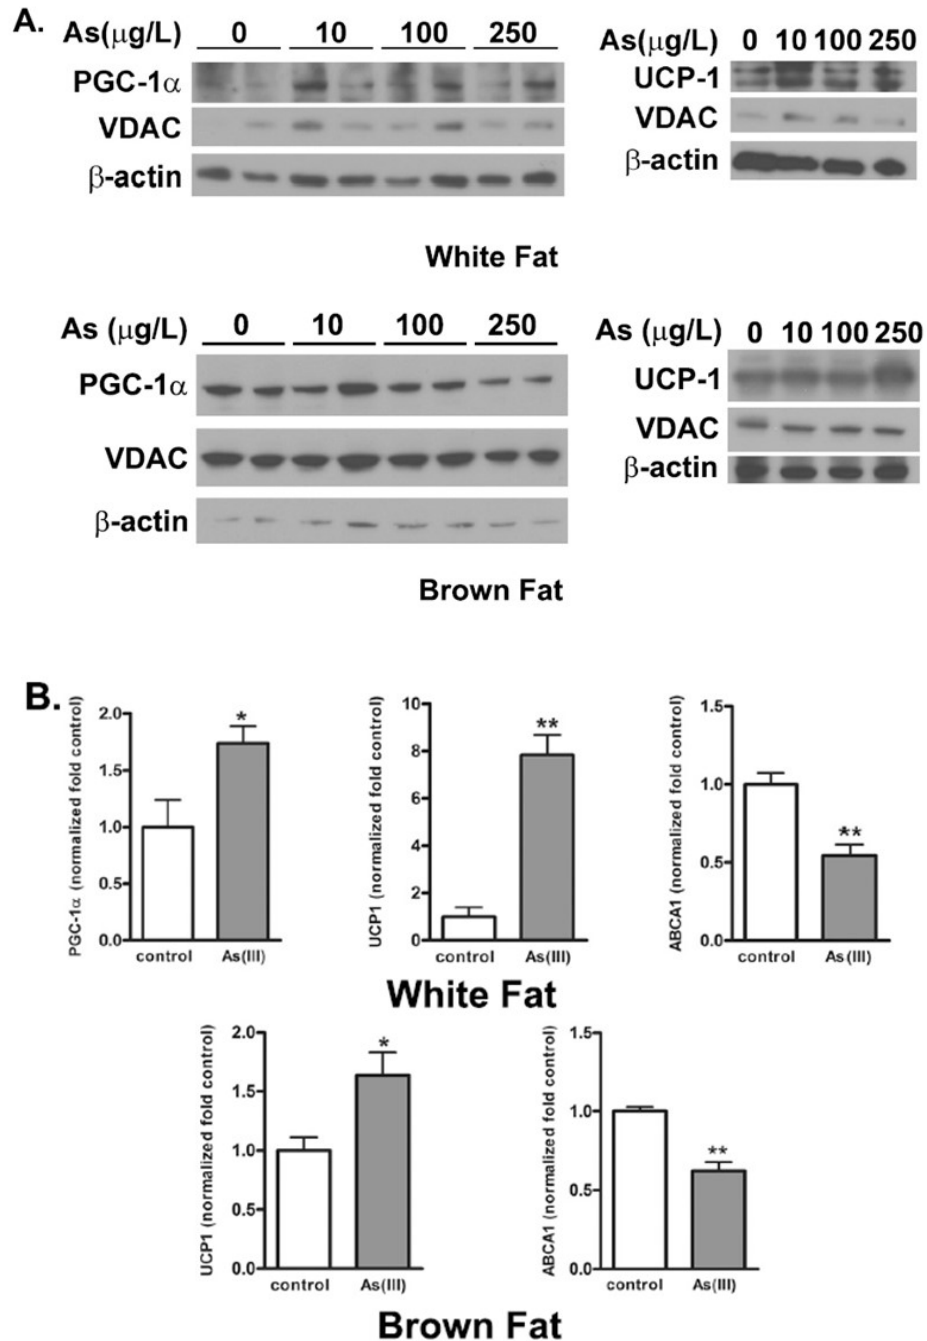 A.
As(μg/L) 0 10 100 250
PGC-1α
VDAC
β-actin
As(μg/L) 0 10 100 250
UCP-1
VDAC
β-actin
White Fat
As (μg/L) 0 10 100 250
PGC-1α
VDAC
β-actin
As (μg/L) 0 10 100 250
UCP-1
VDAC
β-actin
Brown Fat
B.
PGC-1α (normalized fold control)
2.0
1.5
1.0
0.5
0.0
*
control As(III)
UCP1 (normalized fold control)
10
8
6
4
2
0
**
control As(III)
ABCA1 (normalized fold control)
1.5
1.0
0.5
0.0
**
control As(III)
White Fat
UCP1 (normalized fold control)
2.0
1.5
1.0
0.5
0.0
*
control As(III)
ABCA1 (normalized fold control)
1.5
1.0
0.5
0.0
**
control As(III)
Brown Fat